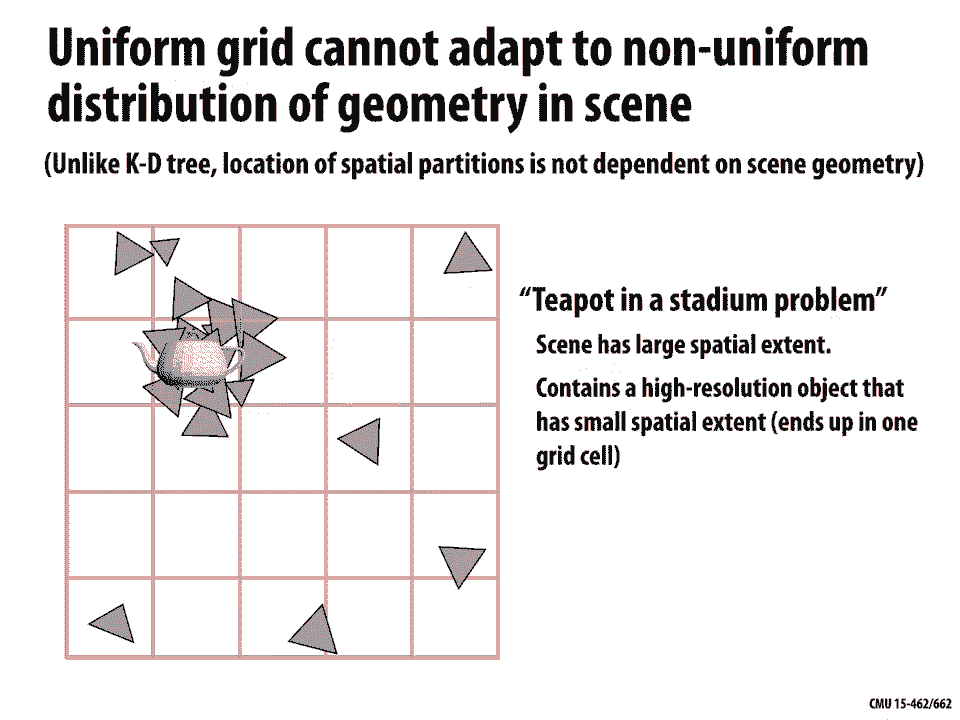 Uniform grid cannot adapt to non-uniform
distribution of geometry in scene
(Unlike K-D tree, location of spatial partitions is not dependent on scene geometry)
“Teapot in a stadium problem”
Scene has large spatial extent.
Contains a high-resolution object that
has small spatial extent (ends up in one
grid cell)
CMU 15-462/662